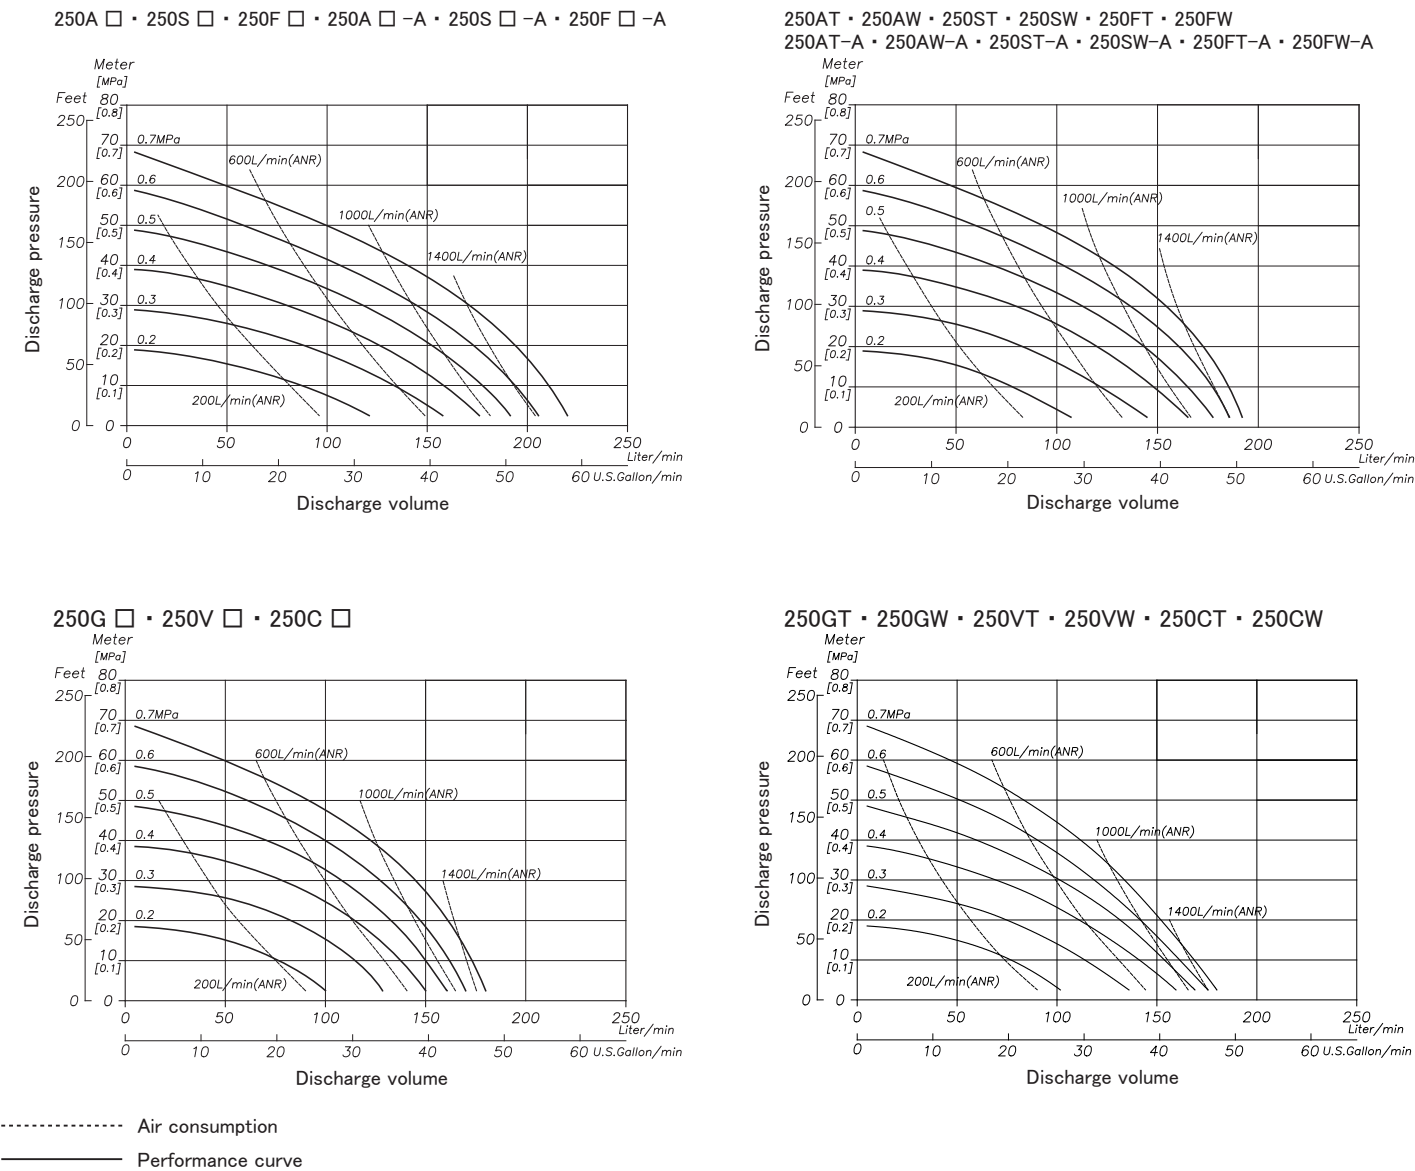 250A □ · 250S □ · 250F □ · 250A □ -A · 250S □ -A · 250F □ -A
Meter
[MPa]
Feet 80
[0.8]
250
70 0.7MPa
[0.7]
600L/min(ANR)
200 60 0.6
[0.6]
50 0.5 1000L/min(ANR)
[0.5]
150
40 0.4 1400L/min(ANR)
[0.4]
100 30 0.3
[0.3]
20 0.2
[0.2]
50
10
[0.1] 200L/min(ANR)
0 0
0 50 100 150 200 250
Liter/min
0 10 20 30 40 50 60 U.S.Gallon/min
Discharge pressure
Discharge volume
250AT · 250AW · 250ST · 250SW · 250FT · 250FW
250AT-A · 250AW-A · 250ST-A · 250SW-A · 250FT-A · 250FW-A
Meter
[MPa]
Feet 80
[0.8]
250
70 0.7MPa
[0.7]
600L/min(ANR)
200 60 0.6
[0.6]
1000L/min(ANR)
50 0.5
[0.5]
150 1400L/min(ANR)
40 0.4
[0.4]
100 30 0.3
[0.3]
20 0.2
[0.2]
50
10
[0.1] 200L/min(ANR)
0 0
0 50 100 150 200 250
Liter/min
0 10 20 30 40 50 60 U.S.Gallon/min
Discharge pressure
Discharge volume
250G □ · 250V □ · 250C □
Meter
[MPa]
Feet 80
[0.8]
250
70 0.7MPa
[0.7]
200 60 0.6 600L/min(ANR)
[0.6]
50 0.5 1000L/min(ANR)
[0.5]
150
40 0.4
[0.4]
100 30 0.3 1400L/min(ANR)
[0.3]
20 0.2
[0.2]
50
10
[0.1]
200L/min(ANR)
0 0
0 50 100 150 200 250
Liter/min
0 10 20 30 40 50 60 U.S.Gallon/min
Discharge pressure
Discharge volume
250GT · 250GW · 250VT · 250VW · 250CT · 250CW
Meter
[MPa]
Feet 80
[0.8]
250
70 0.7MPa
[0.7]
200 60 0.6 600L/min(ANR)
[0.6]
50 0.5
[0.5]
150
40 0.4 1000L/min(ANR)
[0.4]
100 30 0.3
[0.3]
20 0.2 1400L/min(ANR)
[0.2]
50
10
[0.1]
200L/min(ANR)
0 0
0 50 100 150 200 250
Liter/min
0 10 20 30 40 50 60 U.S.Gallon/min
Discharge pressure
Discharge volume
Air consumption
Performance curve